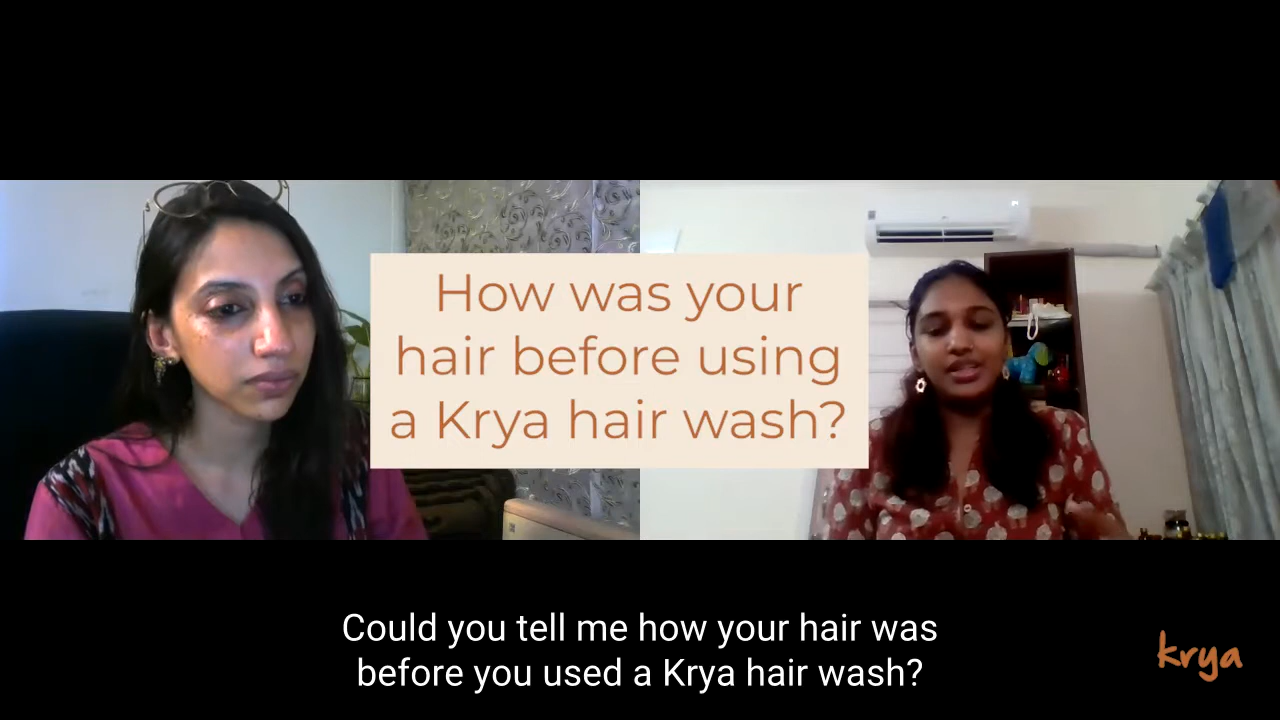 How was your
hair before using
a Krya hair wash?
Could you tell me how your hair was
before you used a Krya hair wash?
krya